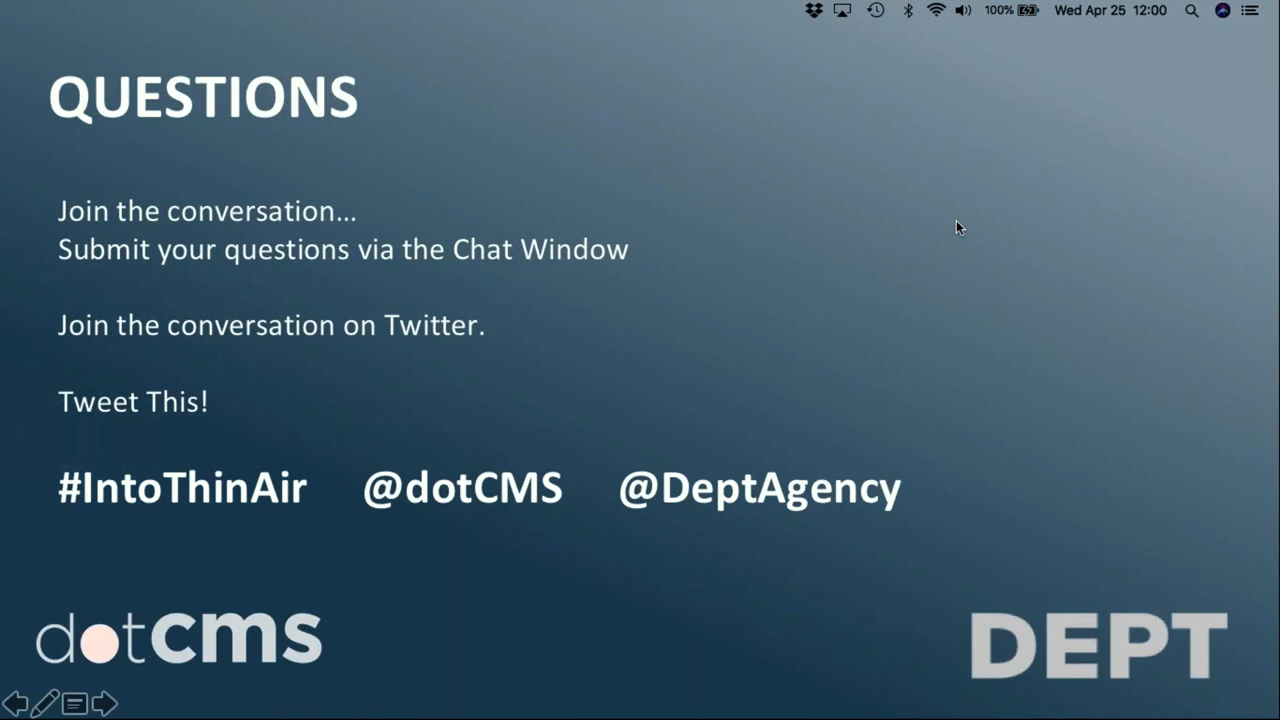 100% Wed Apr 25 12:00
QUESTIONS
Join the conversation...
Submit your questions via the Chat Window
Join the conversation on Twitter.
Tweet This!
#IntoThinAir @dotCMS @DeptAgency
dotcms DEPT